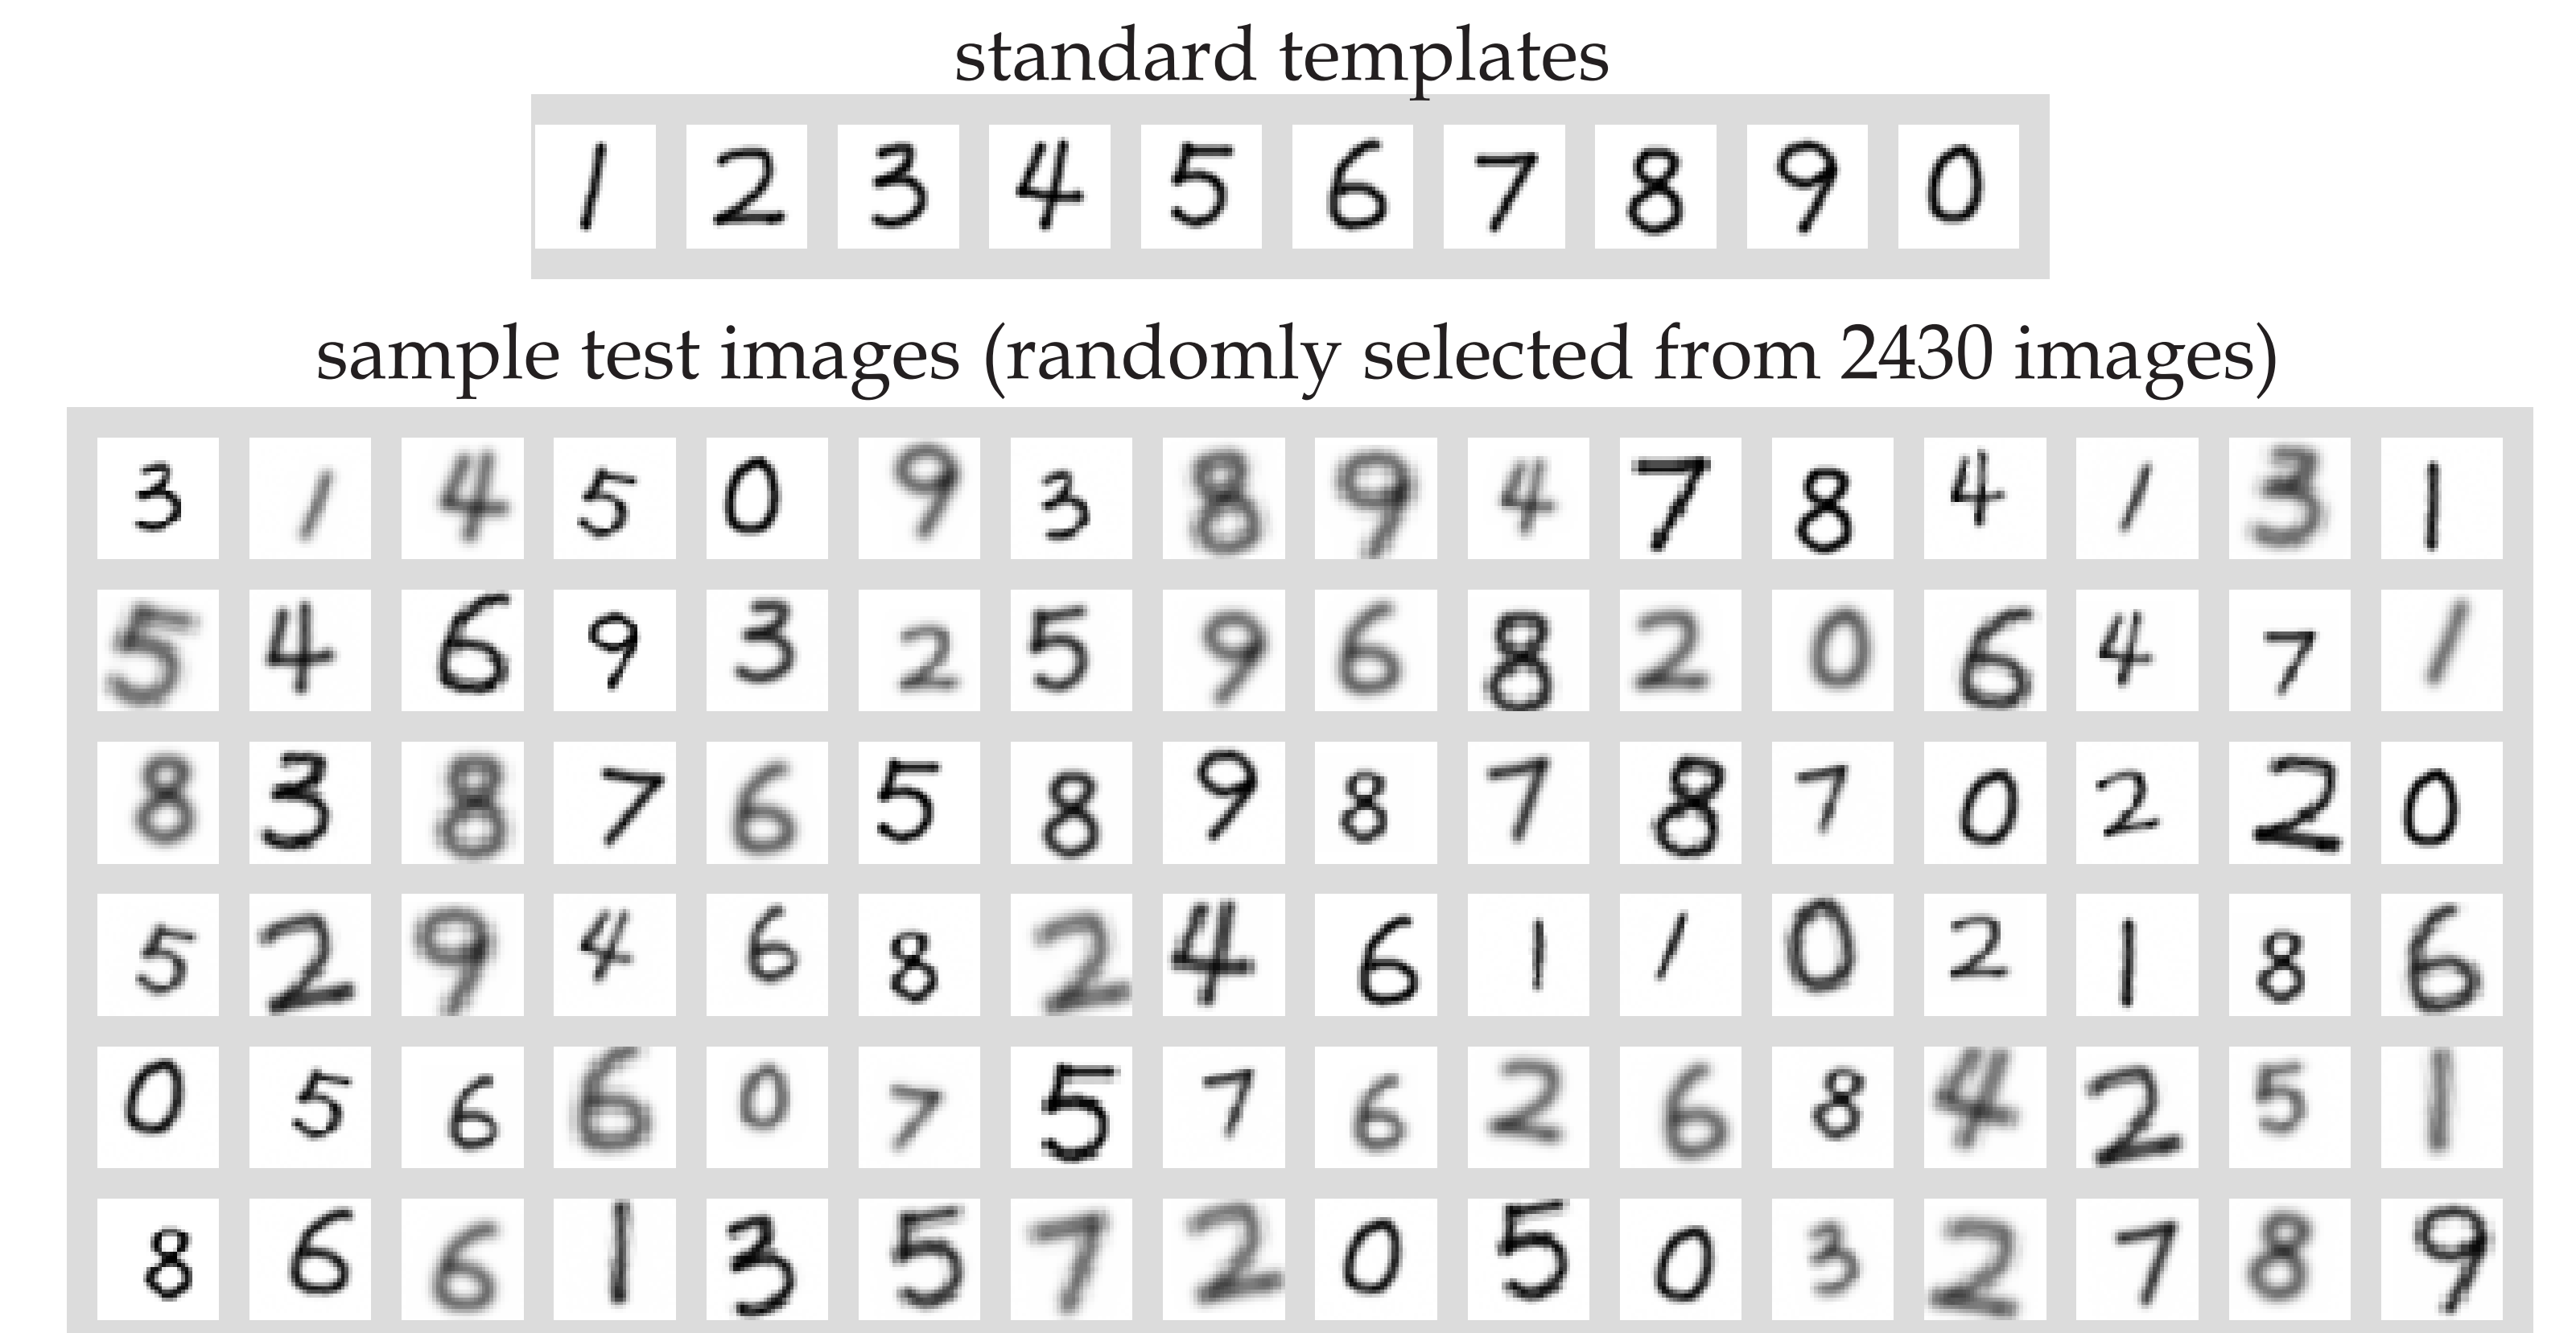 standard templates
1 2 3 4 5 6 7 8 9 0
sample test images (randomly selected from 2430 images)
3 1 4 5 0 9 3 8 9 4 7 8 4 1 3 1
5 4 6 9 3 2 5 9 6 8 2 0 6 4 7 1
8 3 8 7 6 5 8 9 8 7 8 7 0 2 2 0
5 2 9 4 6 8 2 4 6 1 1 0 2 1 8 6
0 5 6 6 0 7 5 7 6 2 6 8 4 2 5 1
8 6 6 1 3 5 7 2 0 5 0 3 2 7 8 9